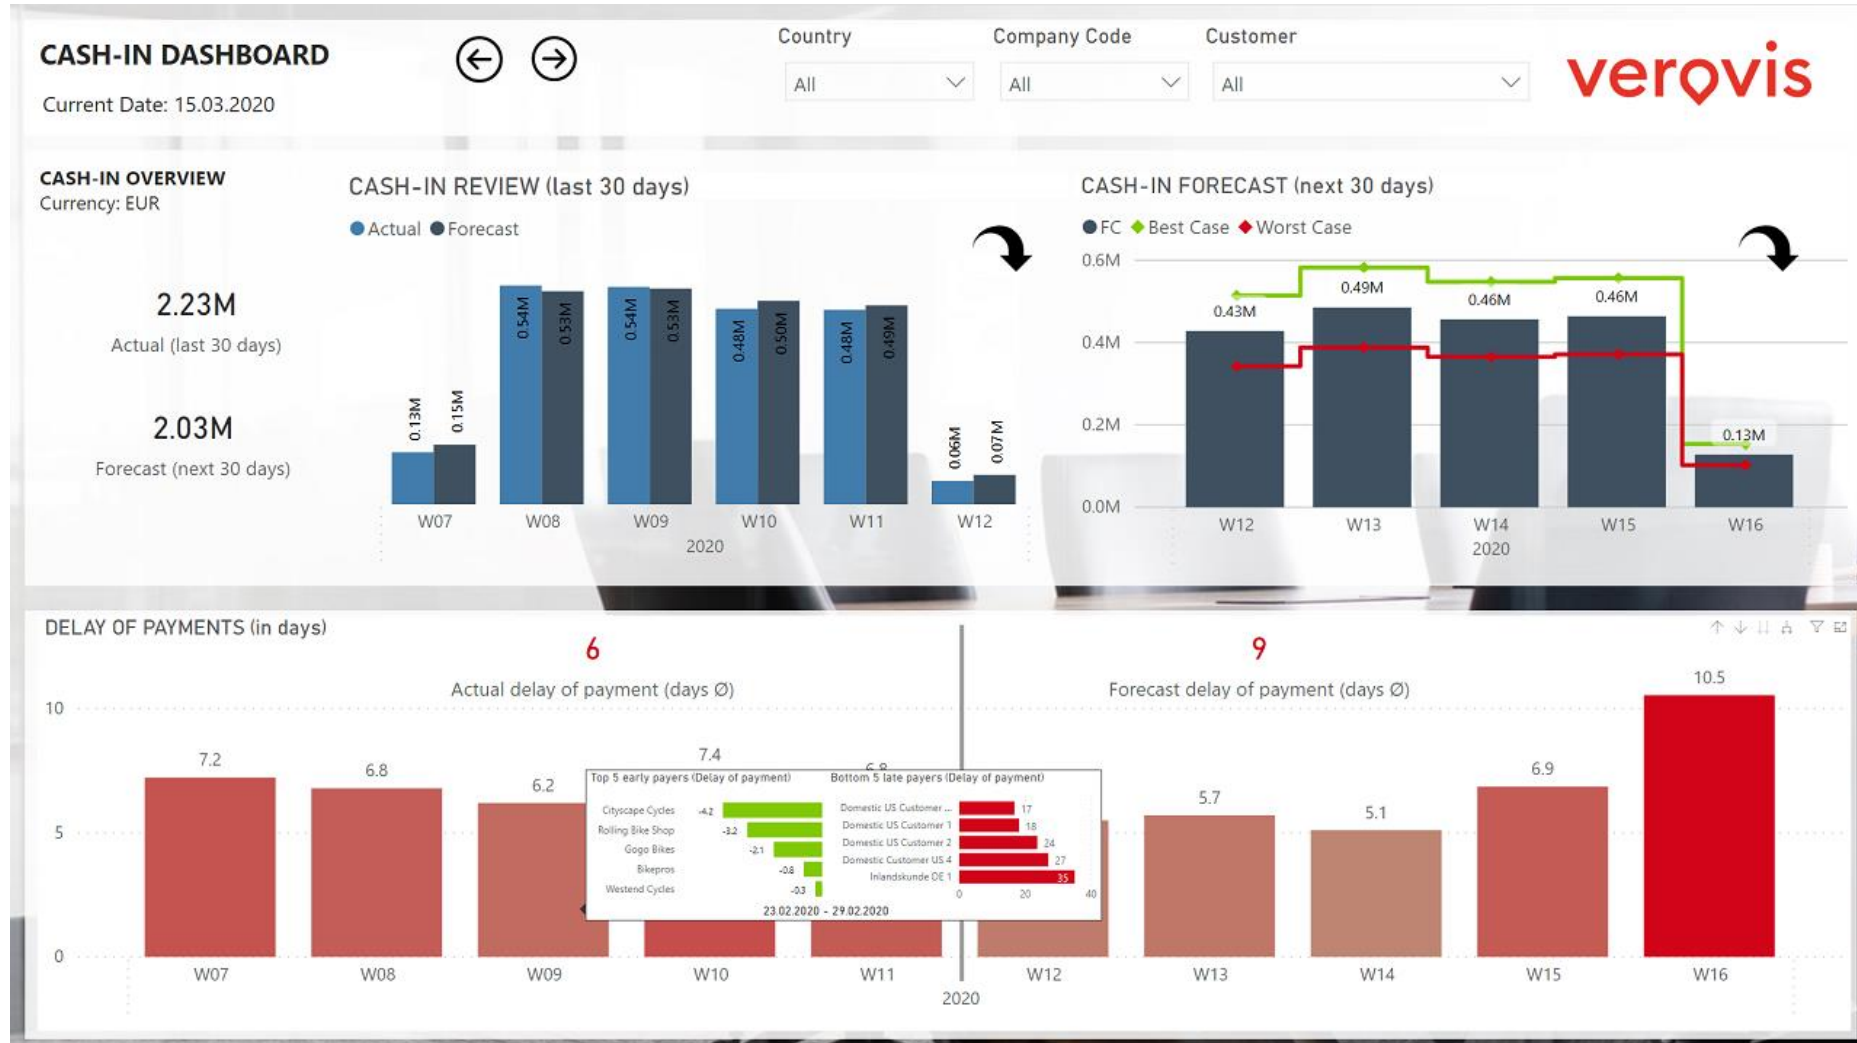 CASH-IN DASHBOARD
Current Date: 15.03.2020
Country
All
Company Code
All
Customer
All
verovis
CASH-IN OVERVIEW
Currency: EUR
2.23M
Actual (last 30 days)
2.03M
Forecast (next 30 days)
CASH-IN REVIEW (last 30 days)
Actual Forecast
0.13M 0.15M 0.54M 0.53M 0.54M 0.53M 0.48M 0.50M 0.48M 0.49M 0.06M 0.07M
W07 W08 W09 W10 W11 W12
2020
CASH-IN FORECAST (next 30 days)
FC Best Case Worst Case
0.6M
0.4M
0.2M
0.0M
0.43M 0.49M 0.46M 0.46M 0.13M
W12 W13 W14 W15 W16
2020
DELAY OF PAYMENTS (in days)
6
Actual delay of payment (days Ø)
9
Forecast delay of payment (days Ø)
10
5
0
7.2 6.8 6.2 7.4 5.7 5.1 6.9 10.5
Top 5 early payers (Delay of payment)
Cityscape Cycles -4.2
Rolling Bike Shop -3.2
Gogo Bikes -2.1
Bikepros -0.8
Westend Cycles -0.3
Bottom 5 late payers (Delay of payment)
Domestic US Customer ... 17
Domestic US Customer 1 18
Domestic US Customer 2 24
Domestic Customer US 4 27
Inlandskunde DE 1 35
0 20 40
23.02.2020 - 29.02.2020
W07 W08 W09 W10 W11 W12 W13 W14 W15 W16
2020